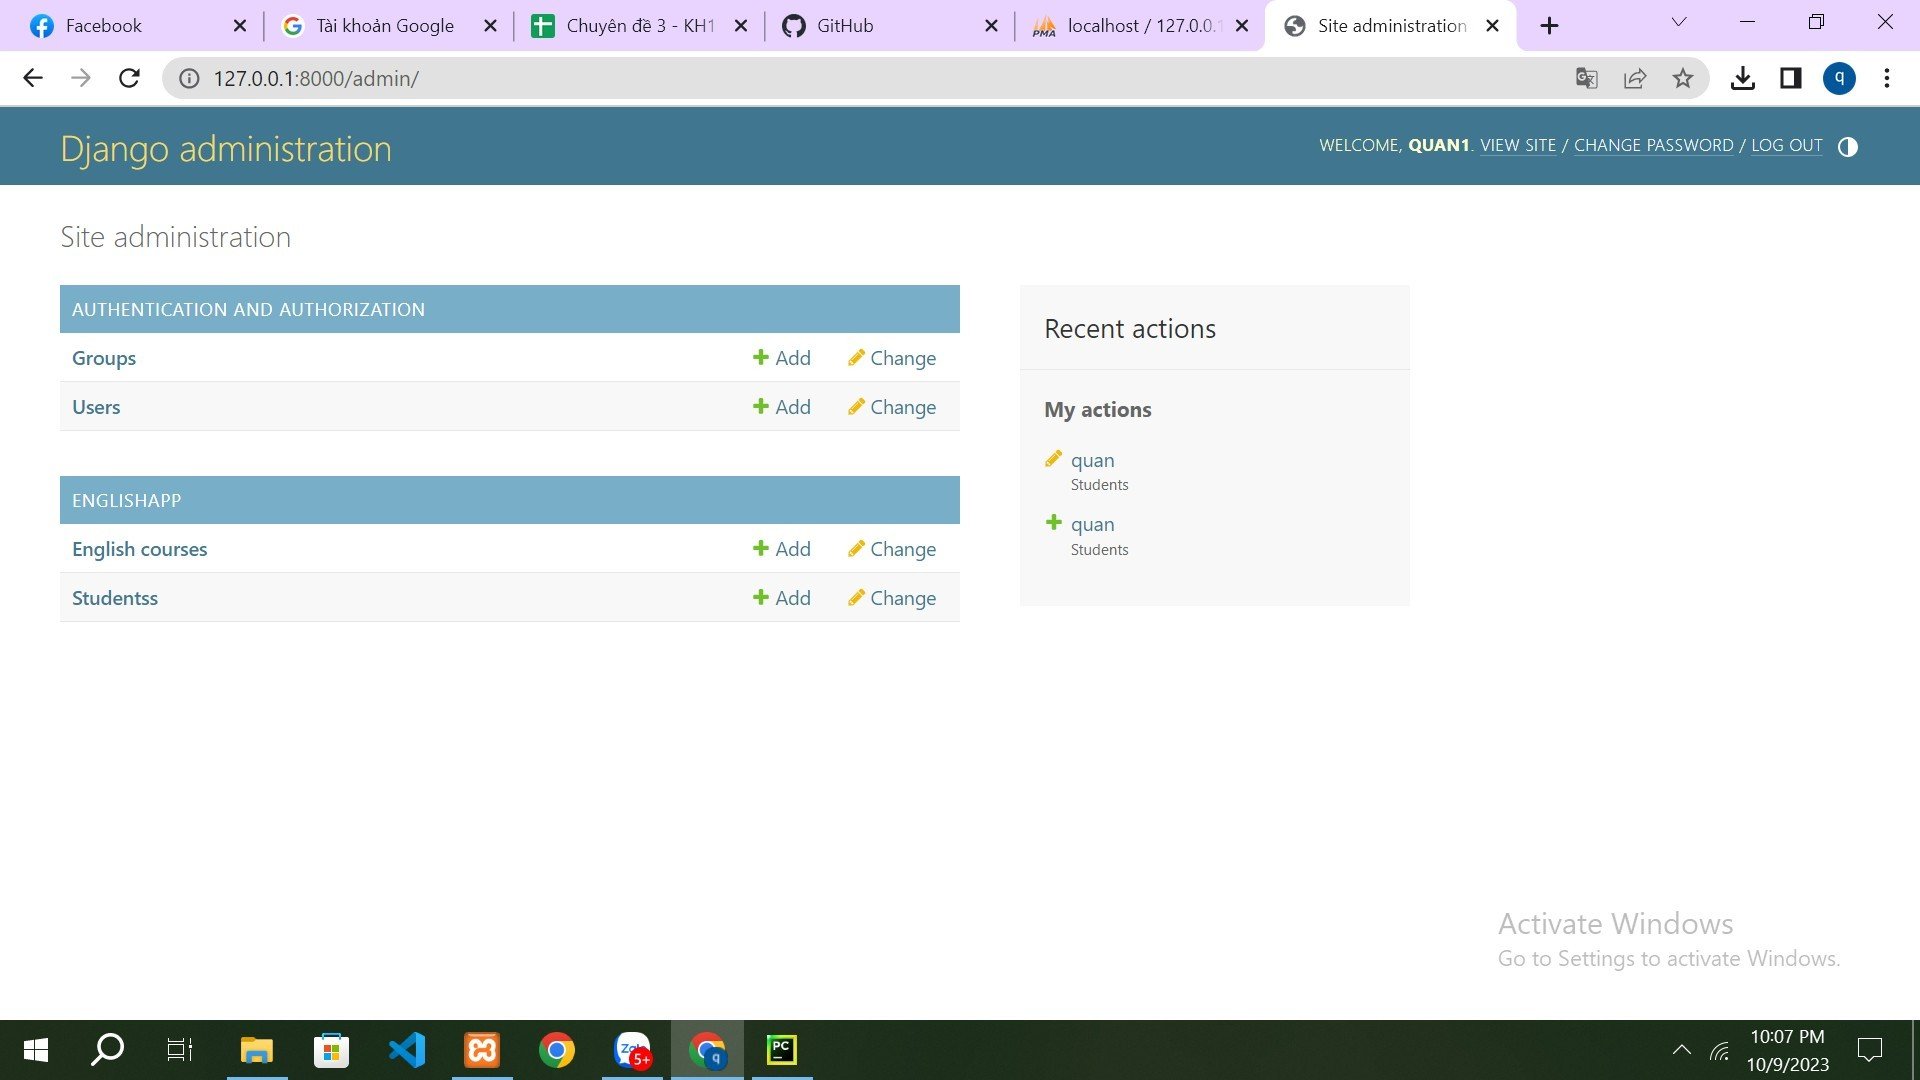 Facebook
Tài khoản Google
Chuyên đề 3 - KH1
GitHub
PMA
localhost / 127.0.0.1
Site administration
127.0.0.1:8000/admin/
q
Django administration
WELCOME, QUAN1. VIEW SITE / CHANGE PASSWORD / LOG OUT
Site administration
AUTHENTICATION AND AUTHORIZATION
Groups
Add
Change
Users
Add
Change
ENGLISHAPP
English courses
Add
Change
Studentss
Add
Change
Recent actions
My actions
quan
Students
quan
Students
Activate Windows
Go to Settings to activate Windows.
5+
q
PC
10:07 PM
10/9/2023